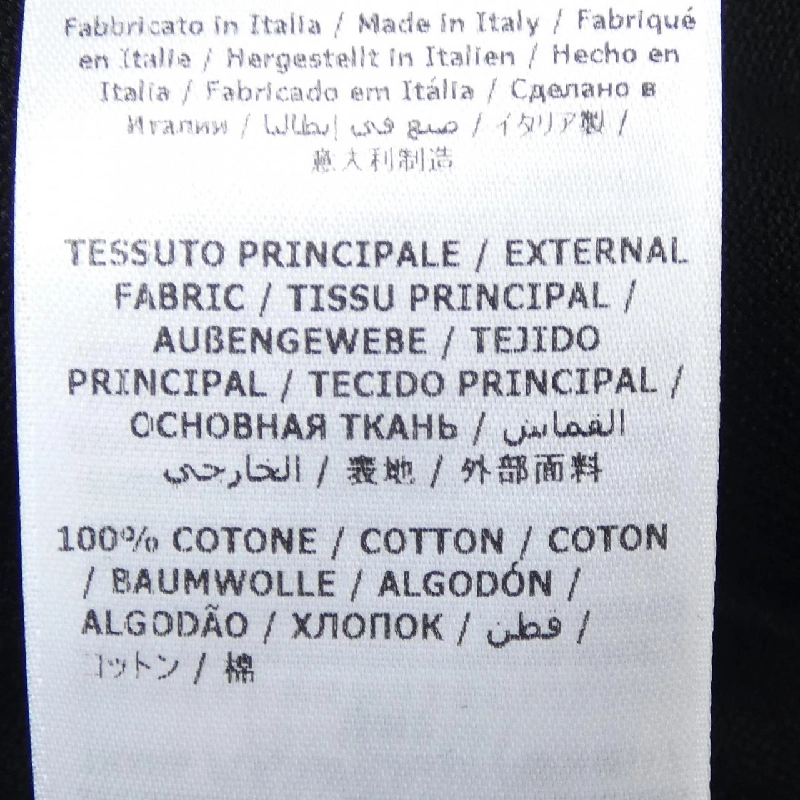 Fabbricato in Italia / Made in Italy / Fabriqué
en Italie / Hergestellt in Italien / Hecho en
Italia / Fabricado em Itália / Сделано в
Италии / صنع في إيطاليا / イタリア製 /
意大利制造
TESSUTO PRINCIPALE / EXTERNAL
FABRIC / TISSU PRINCIPAL /
AUßENGEWEBE / TEJIDO
PRINCIPAL / TECIDO PRINCIPAL /
ОСНОВНАЯ ТКАНЬ / القماش
الخارجي / 表地 / 外部面料
100% COTONE / COTTON / COTON
/ BAUMWOLLE / ALGODÓN /
ALGODÃO / ХЛОПОК / قطن /
コットン / 棉